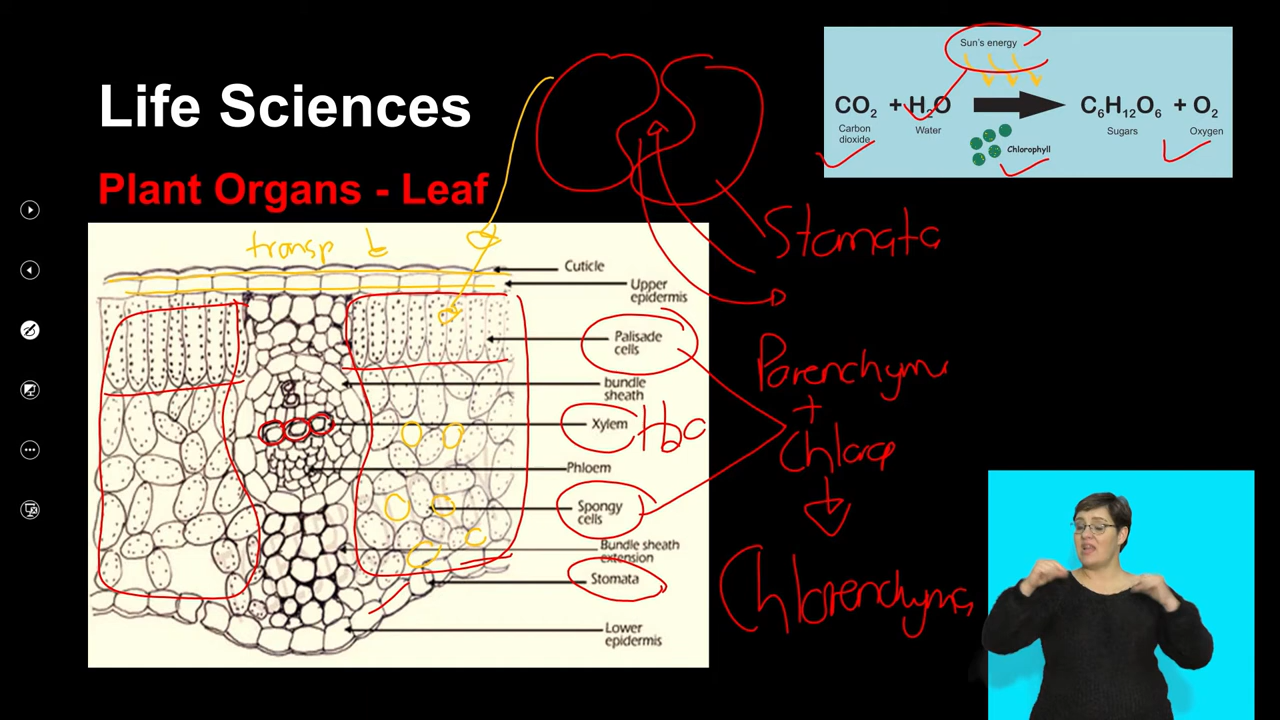 Life Sciences
Plant Organs - Leaf
Sun's energy
CO2 + H2O C6H12O6 + O2
Carbon dioxide Water Sugars Oxygen
Chlorophyll
transp
Cuticle
Upper epidermis
Palisade cells
bundle sheath
Xylem
Phloem
Spongy cells
Bundle sheath extension
Stomata
Lower epidermis
Stomata
Parenchyma
+
Chlorop
Chlorenchyma